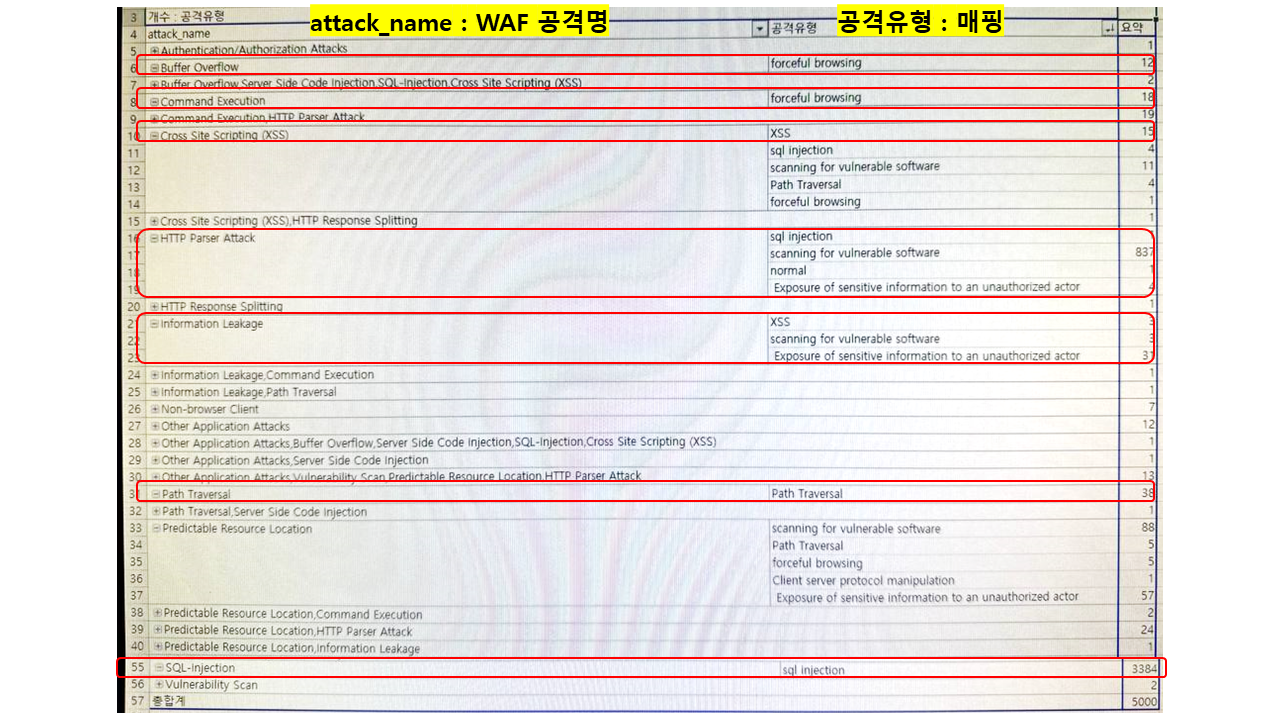 attack_name : WAF 공격명 공격유형 : 매핑
3 개수 : 공격유형
4 attack_name 공격유형 요약
5 Authentication/Authorization Attacks 1
6 Buffer Overflow forceful browsing 12
7 Buffer Overflow,Server Side Code Injection,SQL-Injection,Cross Site Scripting (XSS) 2
8 Command Execution forceful browsing 18
9 Command Execution,HTTP Parser Attack 19
10 Cross Site Scripting (XSS) XSS 15
11 sql injection 4
12 scanning for vulnerable software 11
13 Path Traversal 4
14 forceful browsing 1
15 Cross Site Scripting (XSS),HTTP Response Splitting 1
16 HTTP Parser Attack sql injection
17 scanning for vulnerable software 837
18 normal 1
19 Exposure of sensitive information to an unauthorized actor 4
20 HTTP Response Splitting 1
21 Information Leakage XSS 3
22 scanning for vulnerable software 3
23 Exposure of sensitive information to an unauthorized actor 31
24 Information Leakage,Command Execution 1
25 Information Leakage,Path Traversal 1
26 Non-browser Client 7
27 Other Application Attacks 12
28 Other Application Attacks,Buffer Overflow,Server Side Code Injection,SQL-Injection,Cross Site Scripting (XSS) 1
29 Other Application Attacks,Server Side Code Injection 1
30 Other Application Attacks,Vulnerability Scan,Predictable Resource Location,HTTP Parser Attack 13
31 Path Traversal Path Traversal 38
32 Path Traversal,Server Side Code Injection 1
33 Predictable Resource Location scanning for vulnerable software 88
34 Path Traversal 5
35 forceful browsing 5
36 Client server protocol manipulation 1
37 Exposure of sensitive information to an unauthorized actor 57
38 Predictable Resource Location,Command Execution 2
39 Predictable Resource Location,HTTP Parser Attack 24
40 Predictable Resource Location,Information Leakage 1
55 SQL-Injection sql injection 3384
56 Vulnerability Scan 2
57 총합계 5000